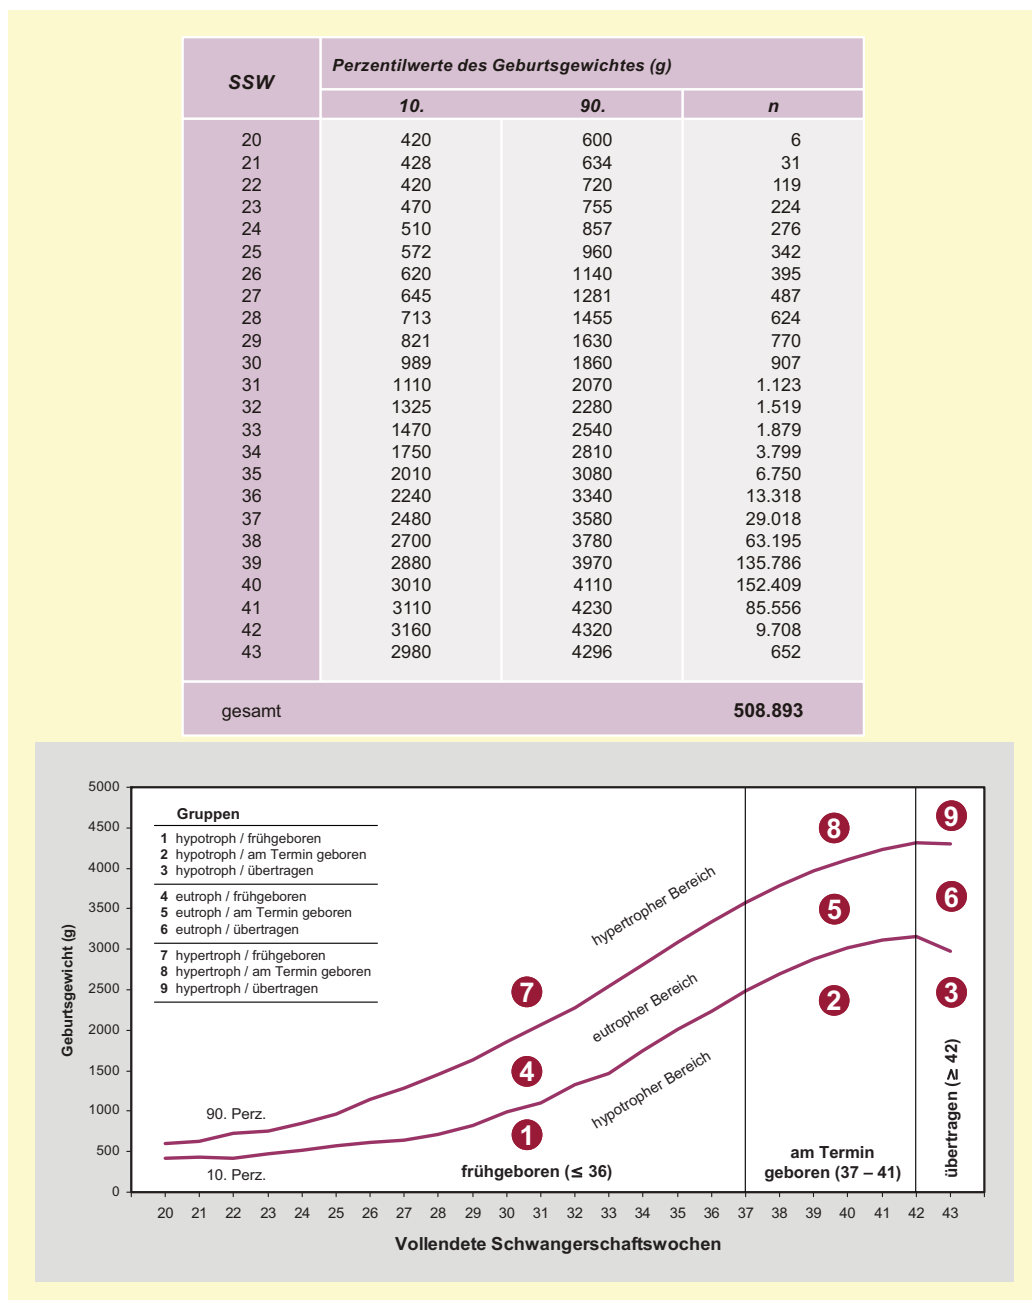 SSW Perzentilwerte des Geburtsgewichtes (g)
10. 90. n
20 420 600 6
21 428 634 31
22 420 720 119
23 470 755 224
24 510 857 276
25 572 960 342
26 620 1140 395
27 645 1281 487
28 713 1455 624
29 821 1630 770
30 989 1860 907
31 1110 2070 1.123
32 1325 2280 1.519
33 1470 2540 1.879
34 1750 2810 3.799
35 2010 3080 6.750
36 2240 3340 13.318
37 2480 3580 29.018
38 2700 3780 63.195
39 2880 3970 135.786
40 3010 4110 152.409
41 3110 4230 85.556
42 3160 4320 9.708
43 2980 4296 652
gesamt 508.893
Geburtsgewicht (g)
5000
4500
4000
3500
3000
2500
2000
1500
1000
500
0
Gruppen
1 hypotroph / frühgeboren
2 hypotroph / am Termin geboren
3 hypotroph / übertragen
4 eutroph / frühgeboren
5 eutroph / am Termin geboren
6 eutroph / übertragen
7 hypertroph / frühgeboren
8 hypertroph / am Termin geboren
9 hypertroph / übertragen
hypertropher Bereich
eutropher Bereich
hypotropher Bereich
7
4
1
8
5
2
9
6
3
90. Perz.
10. Perz.
frühgeboren (≤ 36)
am Termin
geboren (37 – 41)
übertragen (≥ 42)
20 21 22 23 24 25 26 27 28 29 30 31 32 33 34 35 36 37 38 39 40 41 42 43
Vollendete Schwangerschaftswochen